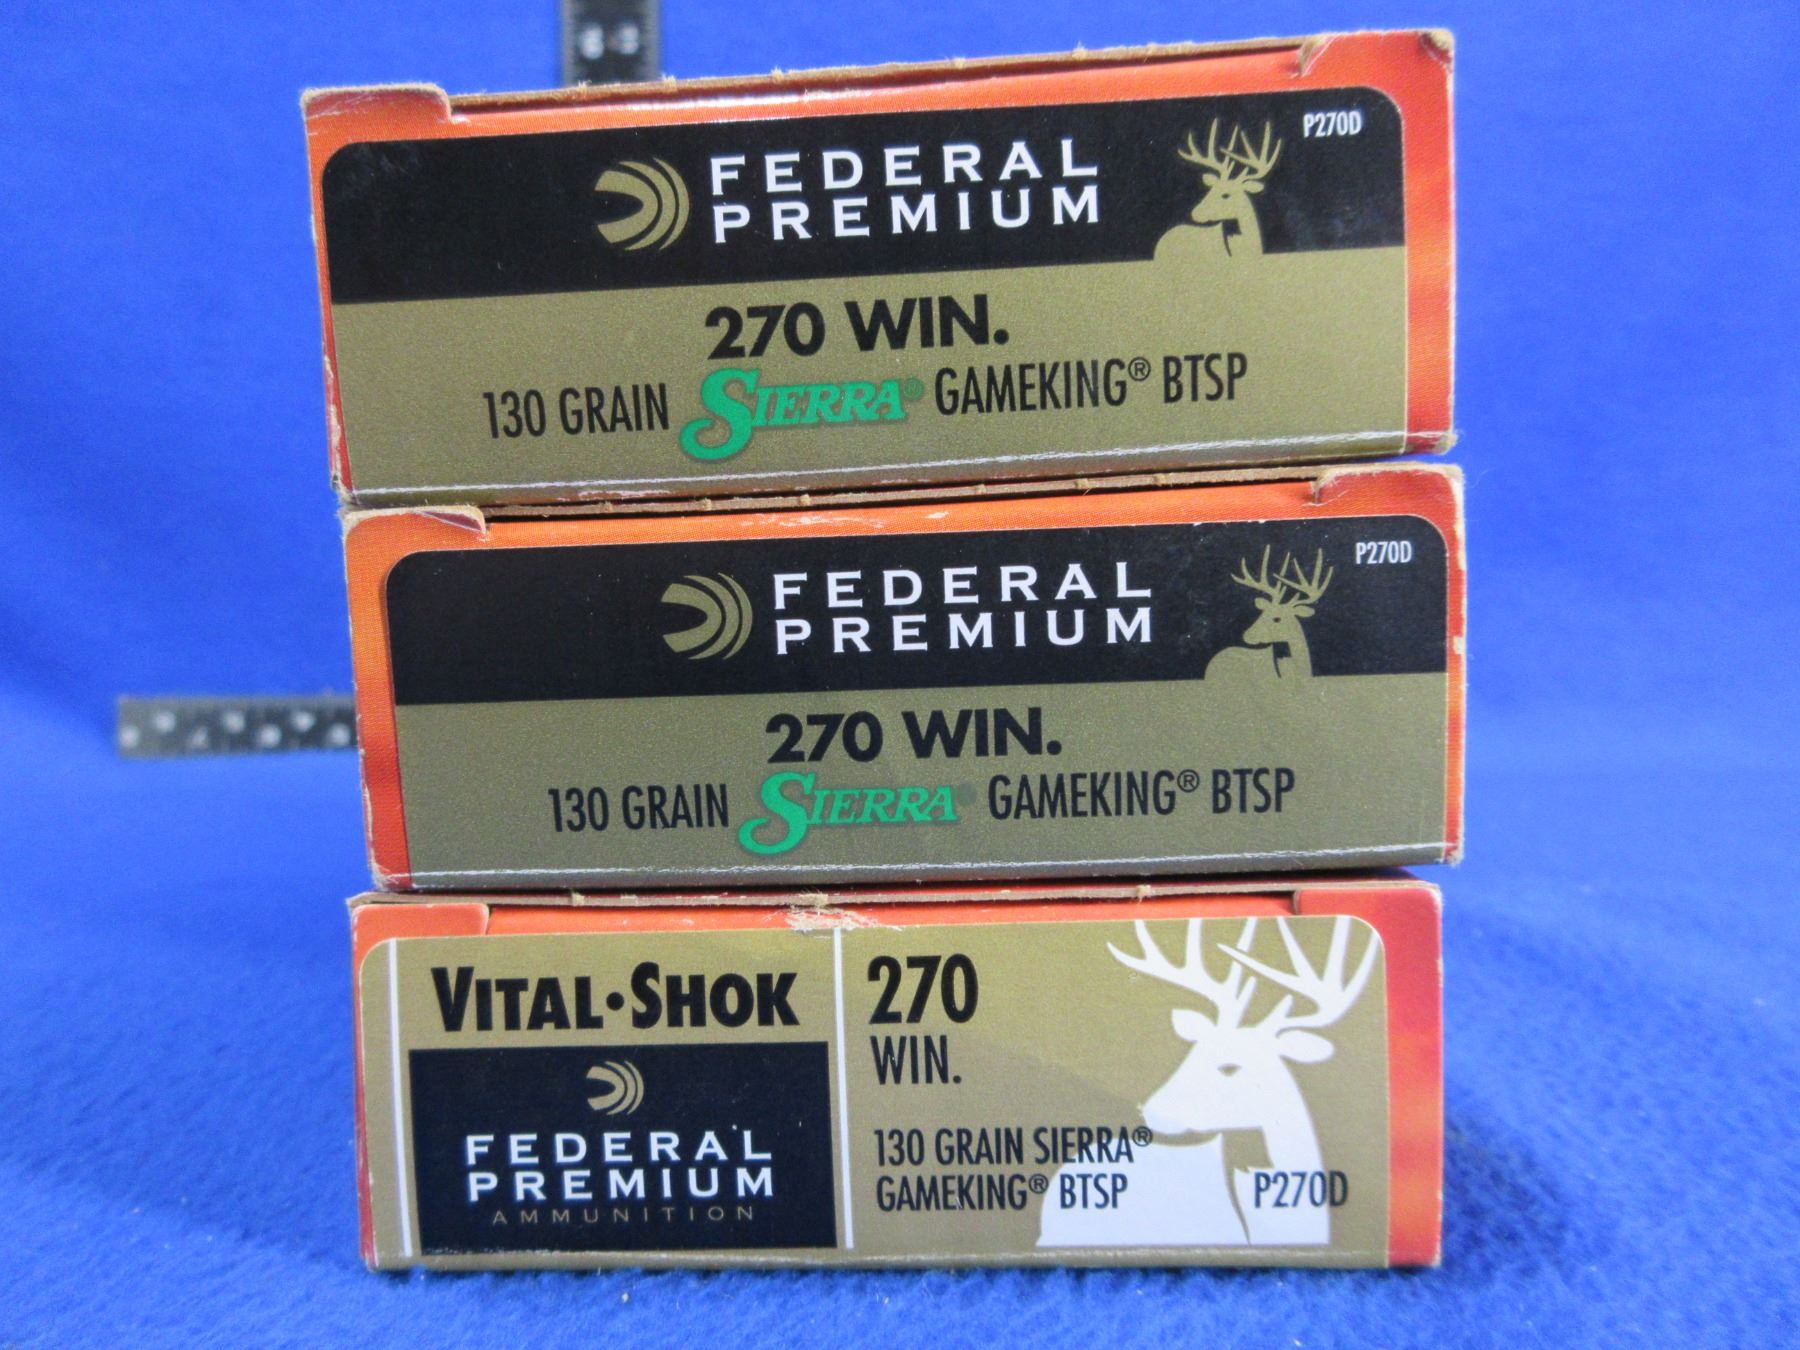 P270D
FEDERAL
PREMIUM
270 WIN.
130 GRAIN SIERRA® GAMEKING® BTSP
P270D
FEDERAL
PREMIUM
270 WIN.
130 GRAIN SIERRA® GAMEKING® BTSP
VITAL•SHOK
FEDERAL
PREMIUM
AMMUNITION
270
WIN.
130 GRAIN SIERRA®
GAMEKING® BTSP
P270D